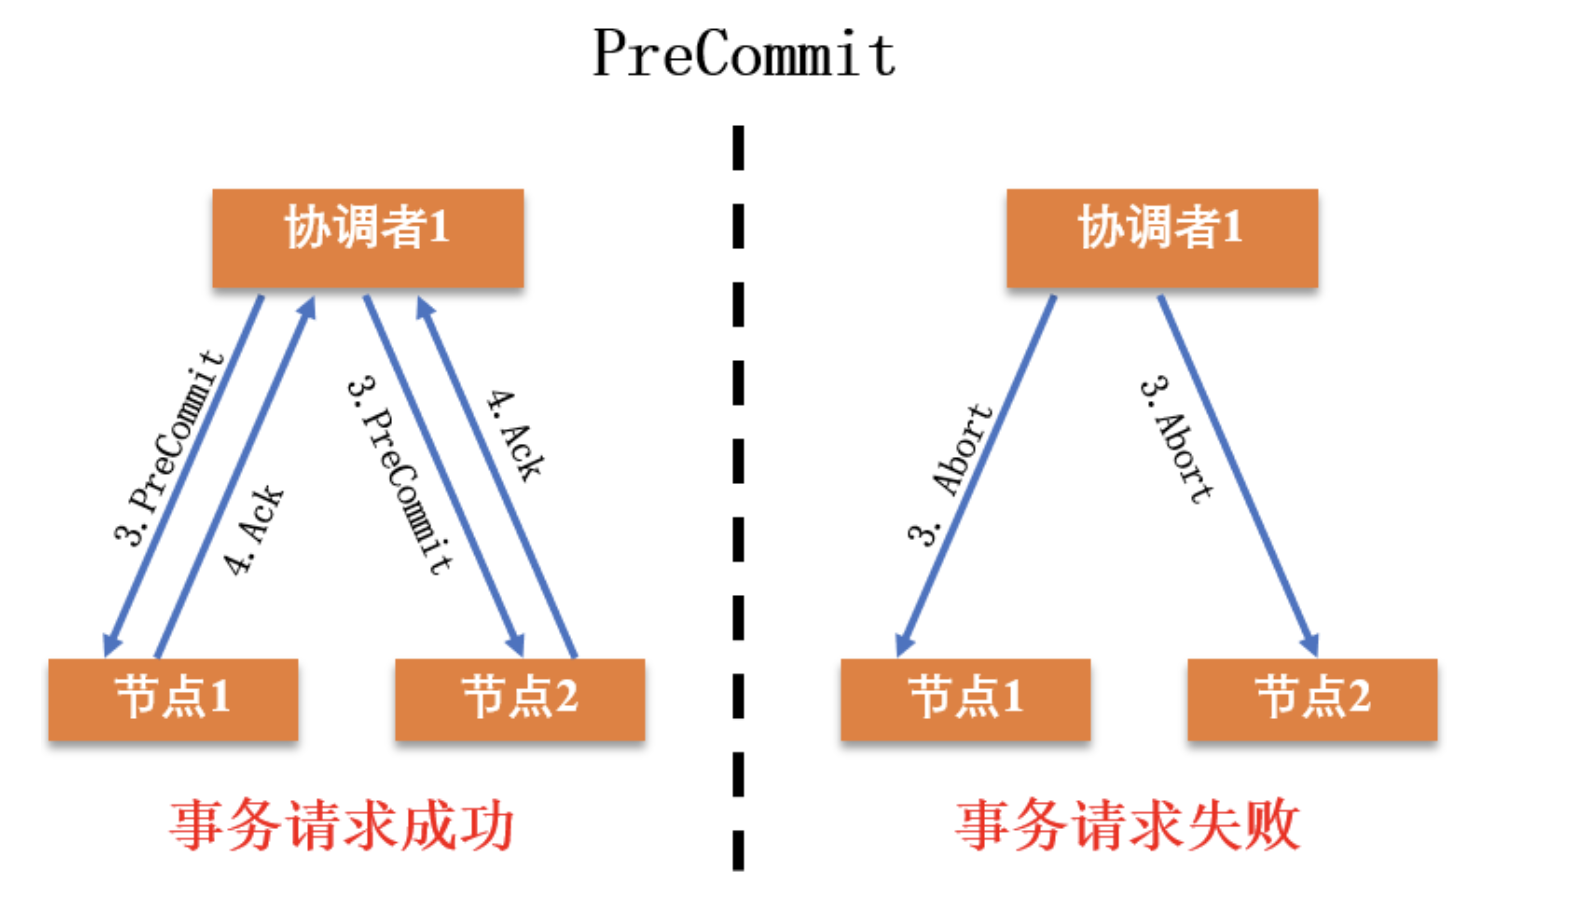 PreCommit
协调者1
3.PreCommit
4.Ack
3.PreCommit
4.Ack
节点1
节点2
事务请求成功
协调者1
3. Abort
3.Abort
节点1
节点2
事务请求失败